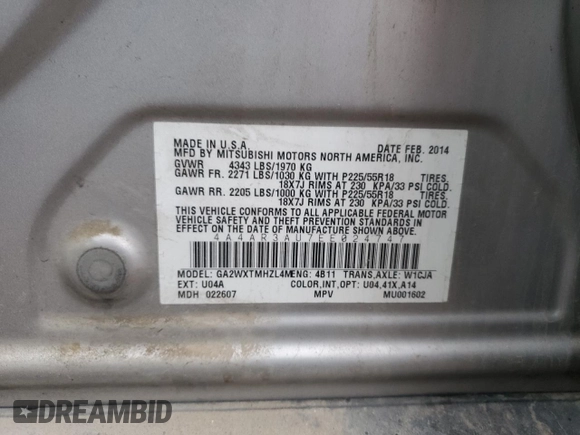 MADE IN U.S.A. DATE FEB. 2014
MFD BY MITSUBISHI MOTORS NORTH AMERICA, INC.
GVWR 4343 LBS/1970 KG
GAWR FR. 2271 LBS/1030 KG WITH P225/55R18 TIRES,
18X7J RIMS AT 230 KPA/33 PSI COLD.
GAWR RR. 2205 LBS/1000 KG WITH P225/55R18 TIRES,
18X7J RIMS AT 230 KPA/33 PSI COLD.
THIS VEHICLE CONFORMS TO ALL APPLICABLE FEDERAL MOTOR
VEHICLE SAFETY AND THEFT PREVENTION STANDARDS IN
EFFECT ON THE DATE OF MANUFACTURE SHOWN ABOVE.
4A4AR3AU7EE024747
MODEL: GA2WXTMHZL4M ENG: 4B11 TRANS,AXLE: W1CJA
EXT: U04A COLOR,INT,OPT: U04,41X,A14
MDH 022607 MPV MU001602
DREAMBID